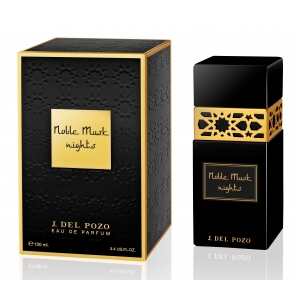 Noble Musk
nights
J. DEL POZO
EAU DE PARFUM
℮ 100 ml. 3.4 US.FL.OZ.
Noble Musk
nights
J. DEL POZO